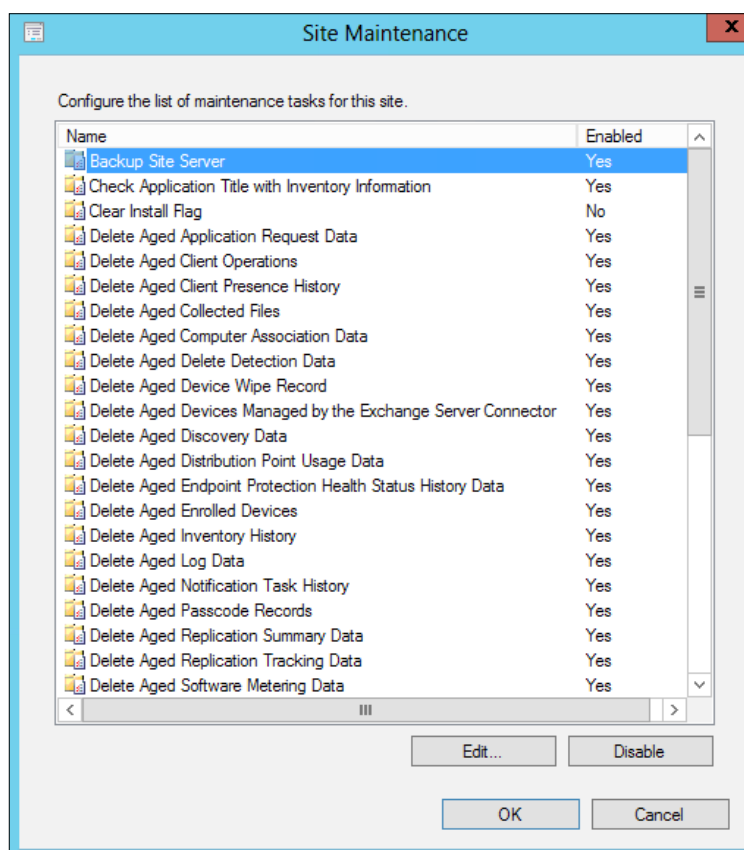 Site Maintenance
x
Configure the list of maintenance tasks for this site.
Name Enabled
Backup Site Server Yes
Check Application Title with Inventory Information Yes
Clear Install Flag No
Delete Aged Application Request Data Yes
Delete Aged Client Operations Yes
Delete Aged Client Presence History Yes
Delete Aged Collected Files Yes
Delete Aged Computer Association Data Yes
Delete Aged Delete Detection Data Yes
Delete Aged Device Wipe Record Yes
Delete Aged Devices Managed by the Exchange Server Connector Yes
Delete Aged Discovery Data Yes
Delete Aged Distribution Point Usage Data Yes
Delete Aged Endpoint Protection Health Status History Data Yes
Delete Aged Enrolled Devices Yes
Delete Aged Inventory History Yes
Delete Aged Log Data Yes
Delete Aged Notification Task History Yes
Delete Aged Passcode Records Yes
Delete Aged Replication Summary Data Yes
Delete Aged Replication Tracking Data Yes
Delete Aged Software Metering Data Yes
Edit... Disable
OK Cancel